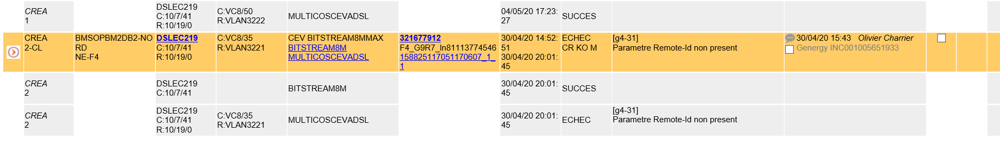 CREA
1
DSLEC219
C:10/7/41
R:10/19/0
C:VC8/50
R:VLAN3222
MULTICOSCEVADSL
04/05/20 17:23:
27
SUCCES
CREA
2-CL
BMSOPBM2DB2-NO
RD
NE-F4
DSLEC219
C:10/7/41
R:10/19/0
C:VC8/35
R:VLAN3221
CEV BITSTREAM8MMAX
BITSTREAM8M
MULTICOSCEVADSL
321677912
F4_G9R7_In81113774546
158825117051170607_1_
1
30/04/20 14:52:
51
30/04/20 20:01:
45
ECHEC
CR KO M
[g4-31]
Parametre Remote-Id non present
30/04/20 15:43 Olivier Charrier
Genergy INC001005651933
CREA
2
DSLEC219
C:10/7/41
BITSTREAM8M
30/04/20 20:01:
45
SUCCES
CREA
2
DSLEC219
C:10/7/41
R:10/19/0
C:VC8/35
R:VLAN3221
MULTICOSCEVADSL
30/04/20 20:01:
45
ECHEC
[g4-31]
Parametre Remote-Id non present